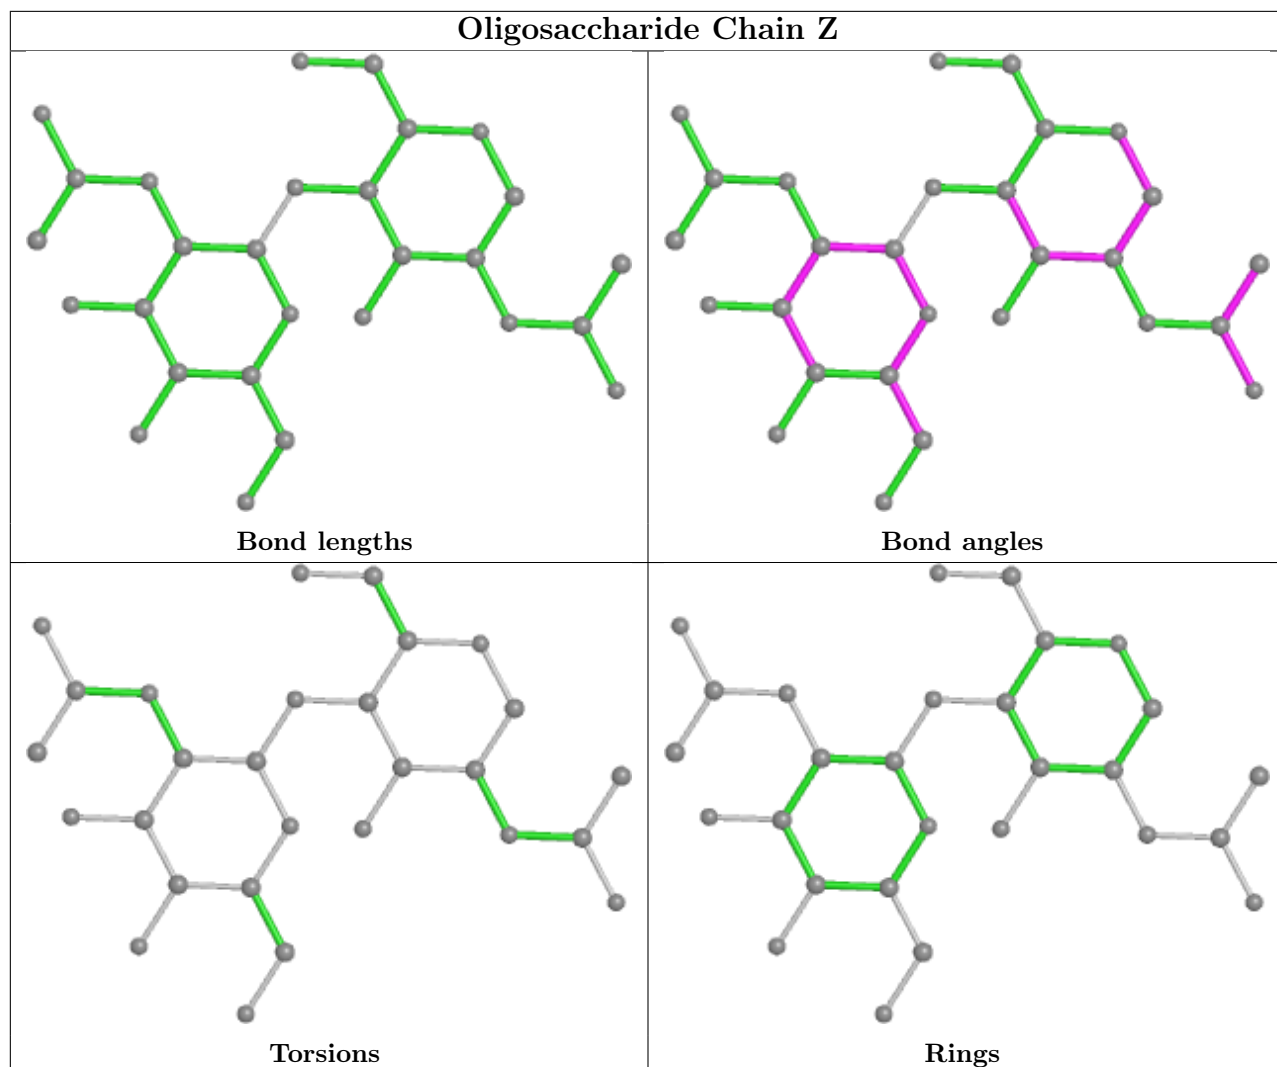 Oligosaccharide Chain Z
Bond lengths
Bond angles
Torsions
Rings